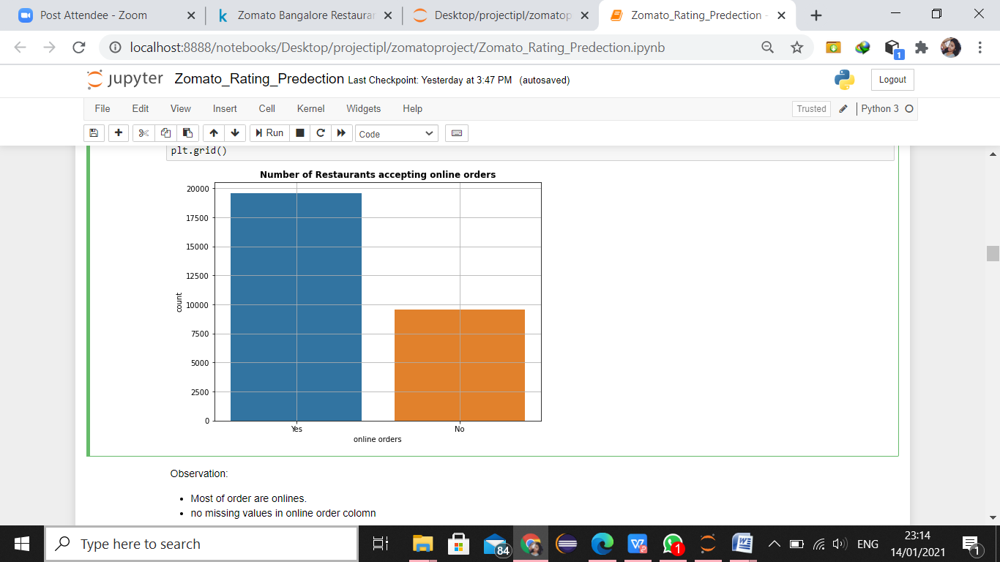 Post Attendee - Zoom
Zomato Bangalore Restauran
Desktop/projectipl/zomatop
Zomato_Rating_Predection -
localhost:8888/notebooks/Desktop/projectipl/zomatoproject/Zomato_Rating_Predection.ipynb
1
jupyter Zomato_Rating_Predection Last Checkpoint: Yesterday at 3:47 PM (autosaved)
Logout
File Edit View Insert Cell Kernel Widgets Help
Trusted Python 3
Run
Code
plt.grid()
Number of Restaurants accepting online orders
20000
17500
15000
12500
10000
7500
5000
2500
0
count
Yes No
online orders
Observation:
Most of order are onlines.
no missing values in online order colomn
Type here to search
84
1
ENG
23:14
14/01/2021
1